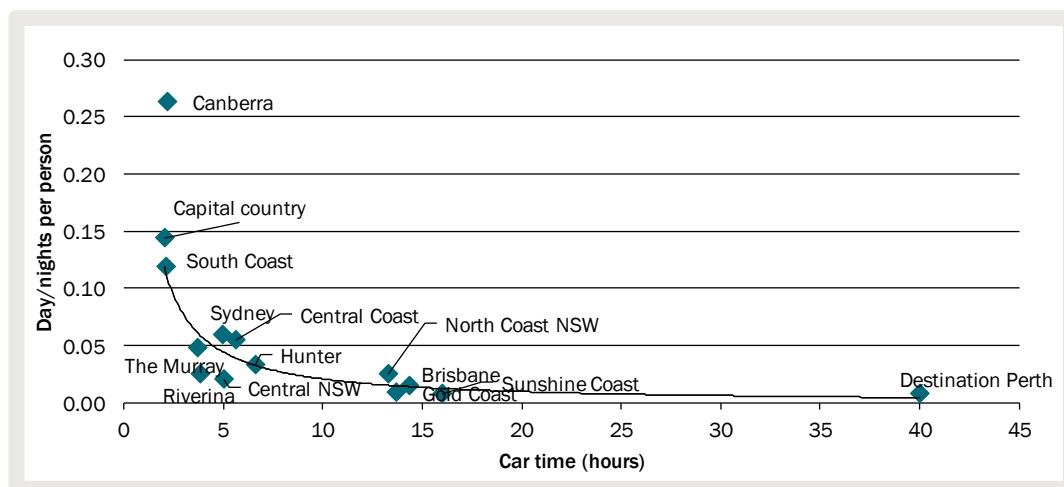 Day/nights per person
0.30
0.25
0.20
0.15
0.10
0.05
0.00
Canberra
Capital country
South Coast
Sydney
Central Coast
North Coast NSW
Hunter
The Murray
Brisbane
Sunshine Coast
Destination Perth
Riverina
Central NSW
Gold Coast
0 5 10 15 20 25 30 35 40 45
Car time (hours)